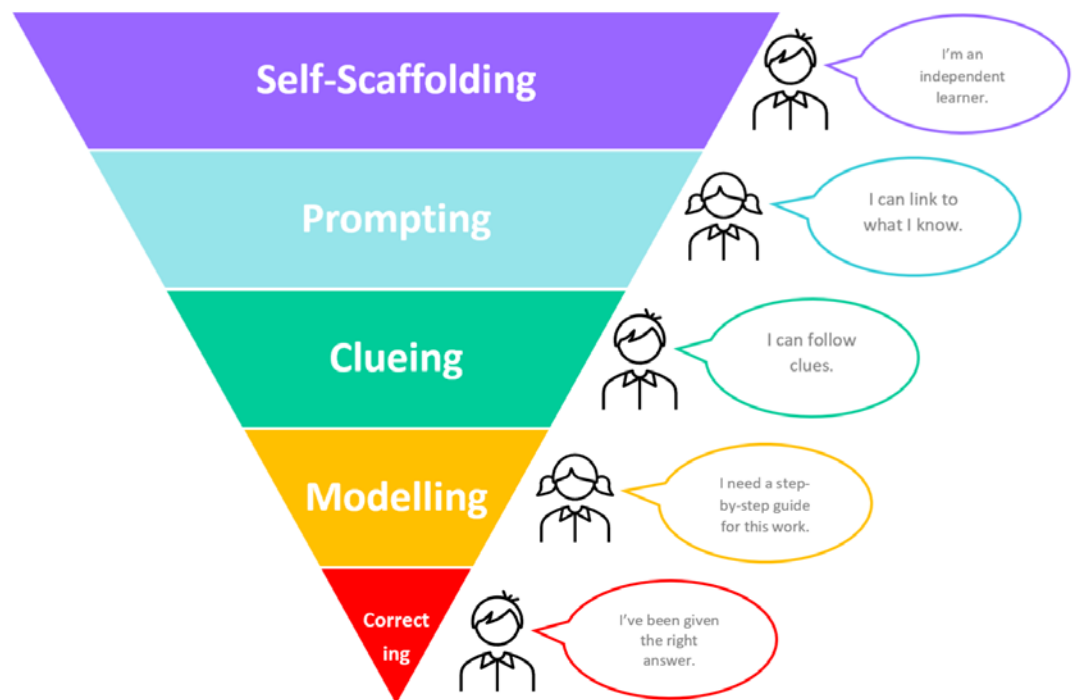 Self-Scaffolding
I'm an
independent
learner.
Prompting
I can link to
what I know.
Clueing
I can follow
clues.
Modelling
I need a step-
by-step guide
for this work.
Correct
ing
I've been given
the right
answer.